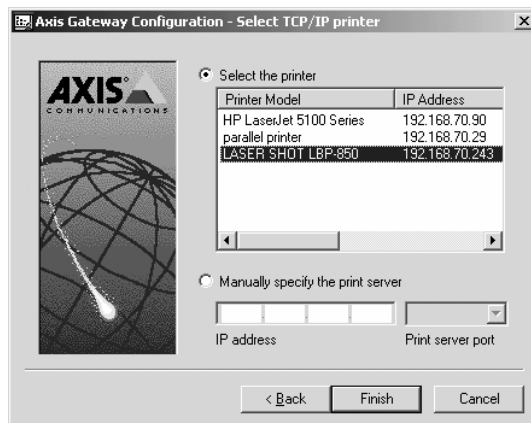 Axis Gateway Configuration - Select TCP/IP printer
AXIS
COMMUNICATIONS
Select the printer
Printer Model IP Address
HP LaserJet 5100 Series 192.168.70.90
parallel printer 192.168.70.29
LASER SHOT LBP-850 192.168.70.243
Manually specify the print server
IP address Print server port
< Back Finish Cancel